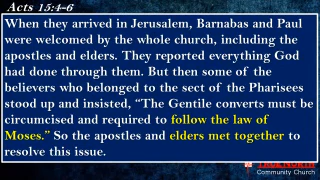 Acts 15:4-6
When they arrived in Jerusalem, Barnabas and Paul
were welcomed by the whole church, including the
apostles and elders. They reported everything God
had done through them. But then some of the
believers who belonged to the sect of the Pharisees
stood up and insisted, “The Gentile converts must be
circumcised and required to follow the law of
Moses.” So the apostles and elders met together to
resolve this issue.
TRUENORTH
Community Church